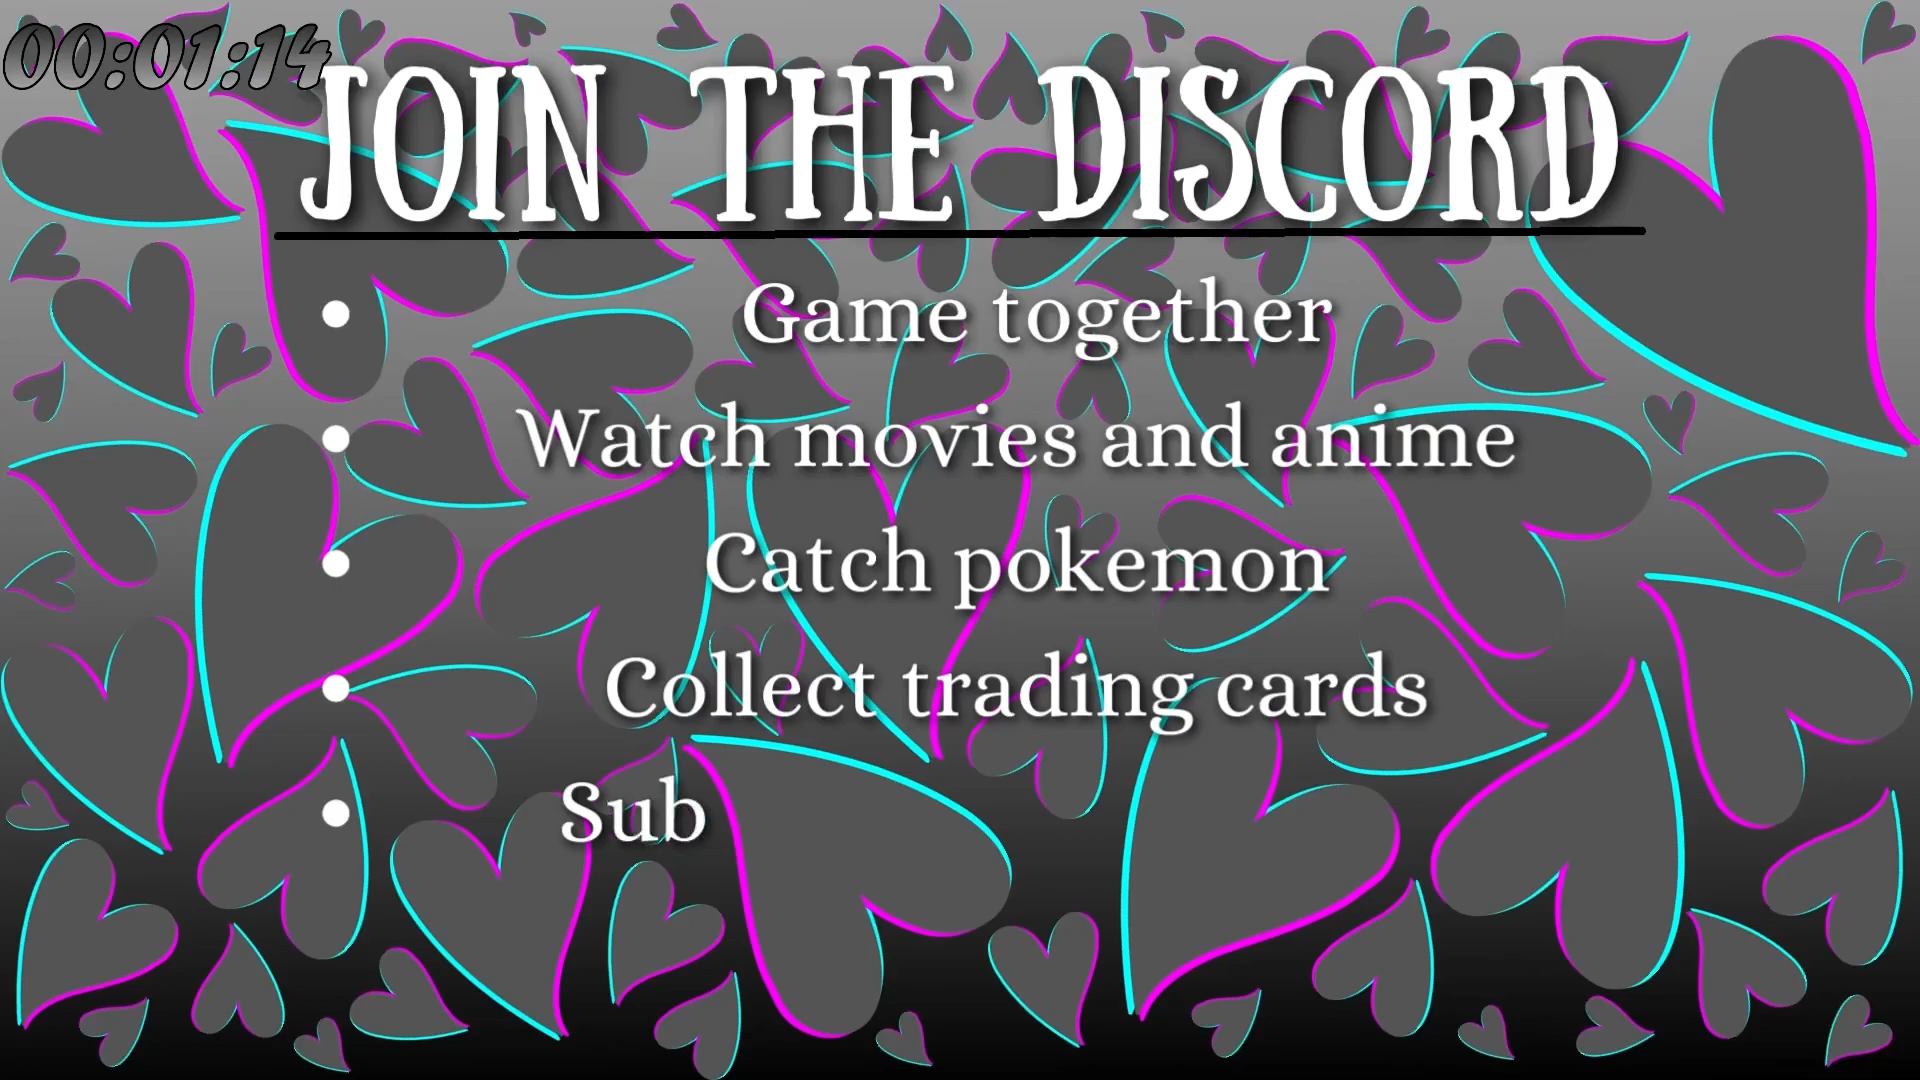 00:01:14
JOIN THE DISCORD
• Game together
• Watch movies and anime
• Catch pokemon
• Collect trading cards
• Sub